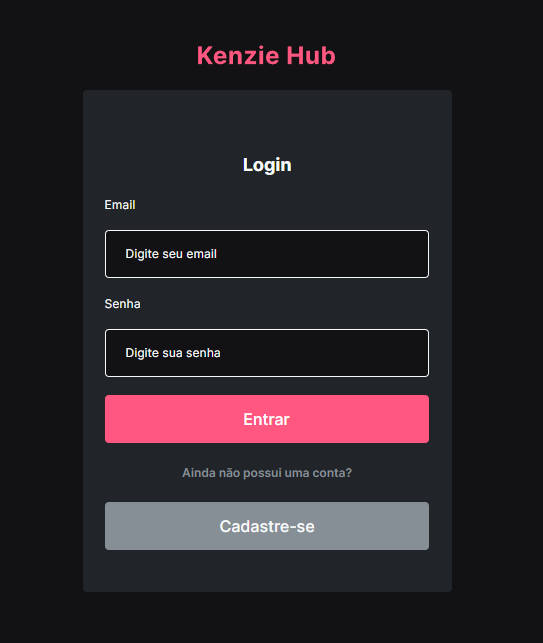 Kenzie Hub
Login
Email
Digite seu email
Senha
Digite sua senha
Entrar
Ainda não possui uma conta?
Cadastre-se